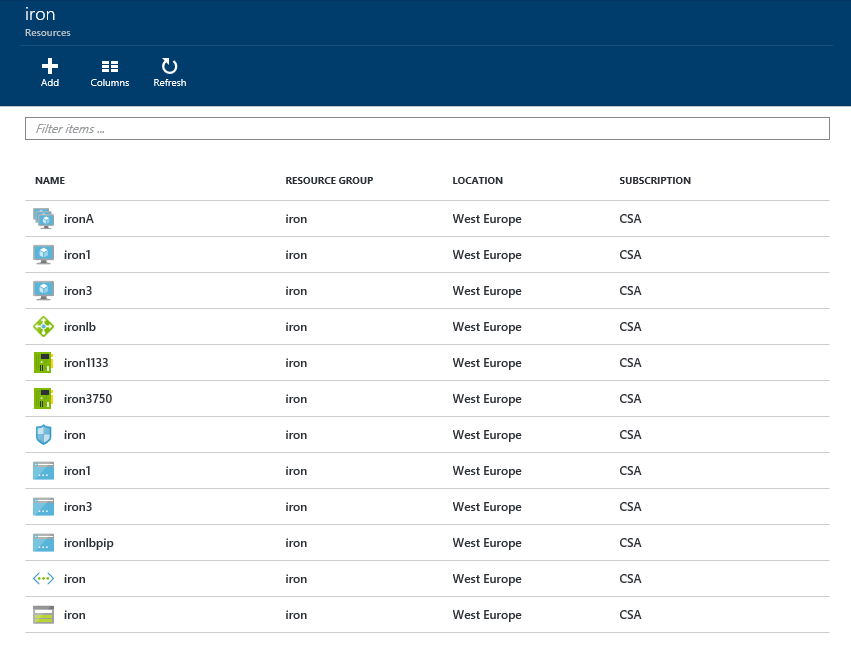 iron
Resources
Add Columns Refresh
Filter items ...
NAME RESOURCE GROUP LOCATION SUBSCRIPTION
ironA iron West Europe CSA
iron1 iron West Europe CSA
iron3 iron West Europe CSA
ironlb iron West Europe CSA
iron1133 iron West Europe CSA
iron3750 iron West Europe CSA
iron iron West Europe CSA
iron1 iron West Europe CSA
iron3 iron West Europe CSA
ironlbpip iron West Europe CSA
iron iron West Europe CSA
iron iron West Europe CSA